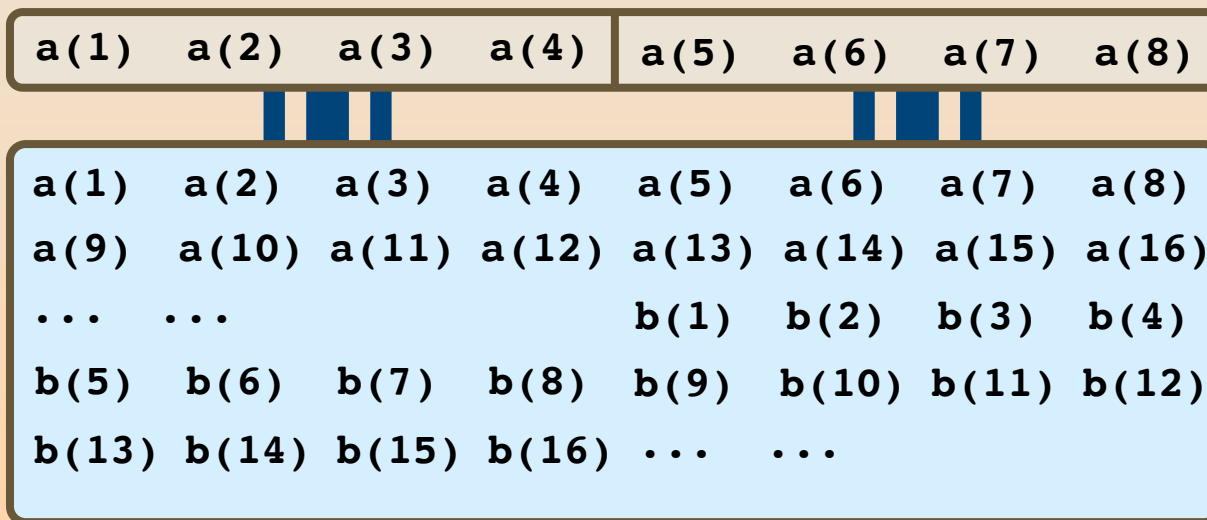 a(1) a(2) a(3) a(4) a(5) a(6) a(7) a(8)
a(1) a(2) a(3) a(4) a(5) a(6) a(7) a(8)
a(9) a(10) a(11) a(12) a(13) a(14) a(15) a(16)
... ... b(1) b(2) b(3) b(4)
b(5) b(6) b(7) b(8) b(9) b(10) b(11) b(12)
b(13) b(14) b(15) b(16) ... ...